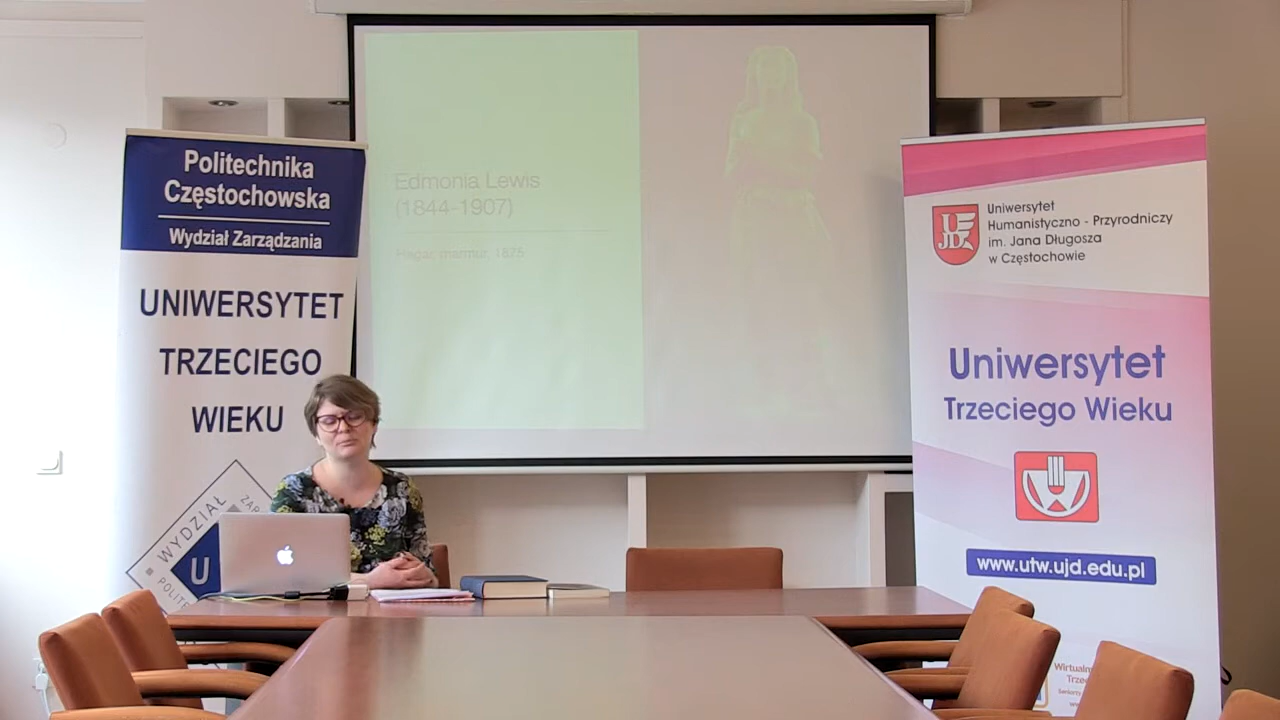 Politechnika
Częstochowska
Wydział Zarządzania
UNIWERSYTET
TRZECIEGO
WIEKU
WYDZIAŁ
U
Edmonia Lewis
(1844-1907)
Hagar, marmur, 1875
UJD
Uniwersytet
Humanistyczno - Przyrodniczy
im. Jana Długosza
w Częstochowie
Uniwersytet
Trzeciego Wieku
www.utw.ujd.edu.pl